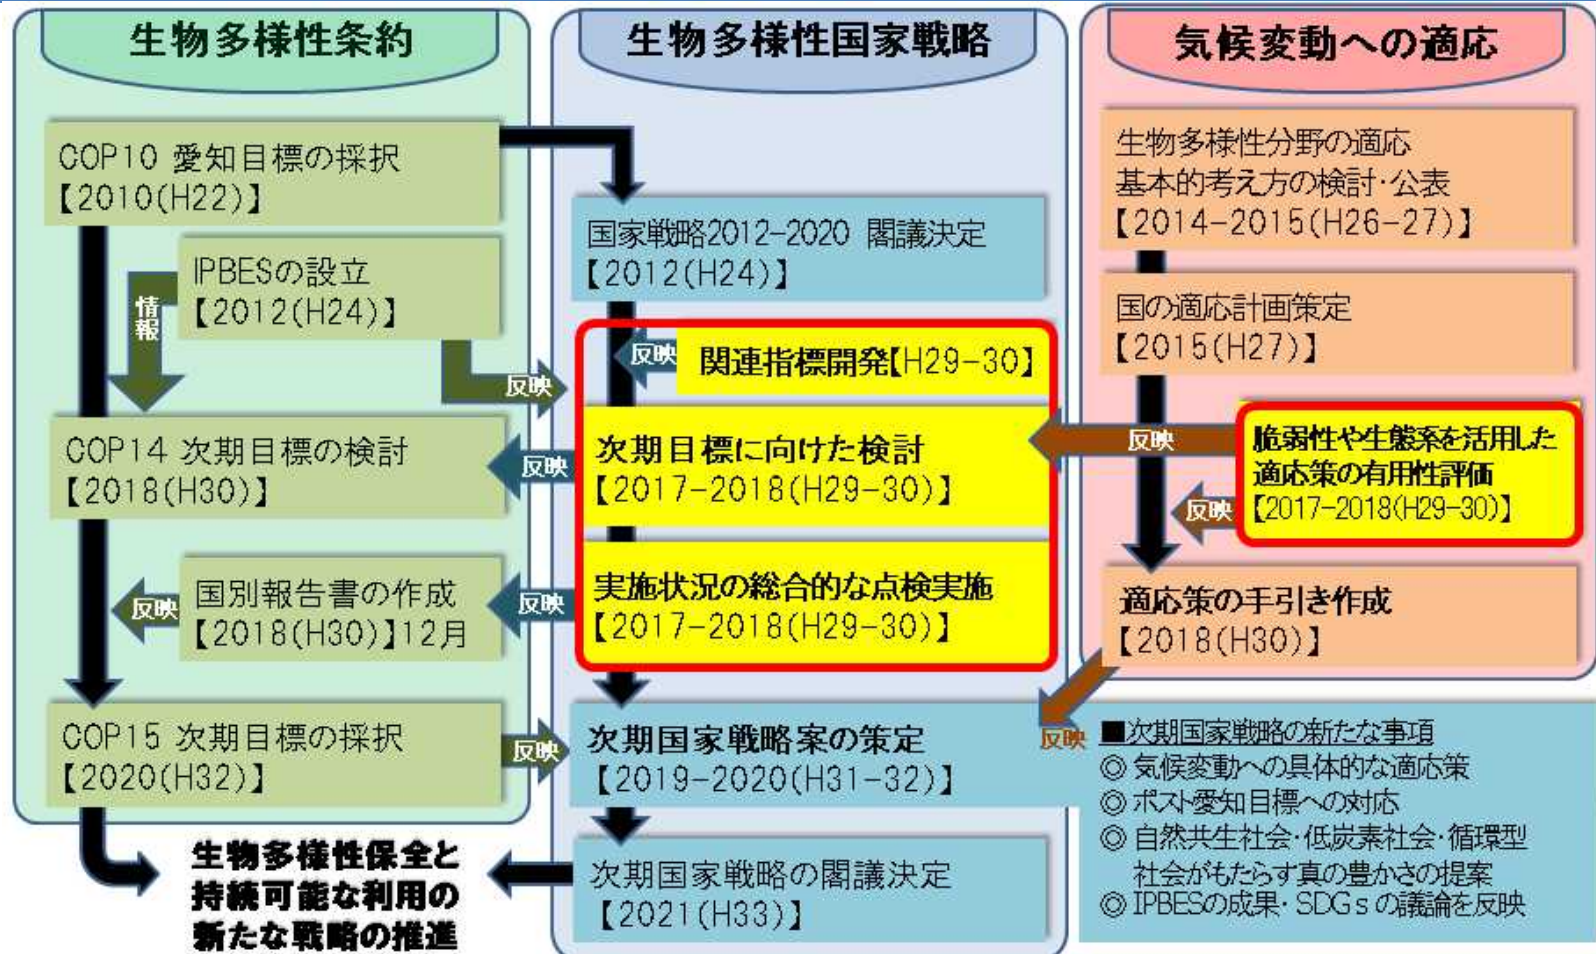 生物多様性条約
COP10 愛知目標の採択
【2010(H22)】
IPBESの設立
【2012(H24)】
情報
反映
COP14 次期目標の検討
【2018(H30)】
反映
国別報告書の作成
【2018(H30)】12月
反映
反映
COP15 次期目標の採択
【2020(H32)】
反映
生物多様性保全と
持続可能な利用の
新たな戦略の推進
生物多様性国家戦略
国家戦略2012-2020 閣議決定
【2012(H24)】
反映
関連指標開発【H29-30】
次期目標に向けた検討
【2017-2018(H29-30)】
実施状況の総合的な点検実施
【2017-2018(H29-30)】
次期国家戦略案の策定
【2019-2020(H31-32)】
次期国家戦略の閣議決定
【2021(H33)】
気候変動への適応
生物多様性分野の適応
基本的考え方の検討・公表
【2014-2015(H26-27)】
国の適応計画策定
【2015(H27)】
反映
脆弱性や生態系を活用した
適応策の有用性評価
【2017-2018(H29-30)】
反映
適応策の手引き作成
【2018(H30)】
反映
■次期国家戦略の新たな事項
◎気候変動への具体的な適応策
◎ポスト愛知目標への対応
◎自然共生社会・低炭素社会・循環型
社会がもたらす真の豊かさの提案
◎IPBESの成果・SDGsの議論を反映